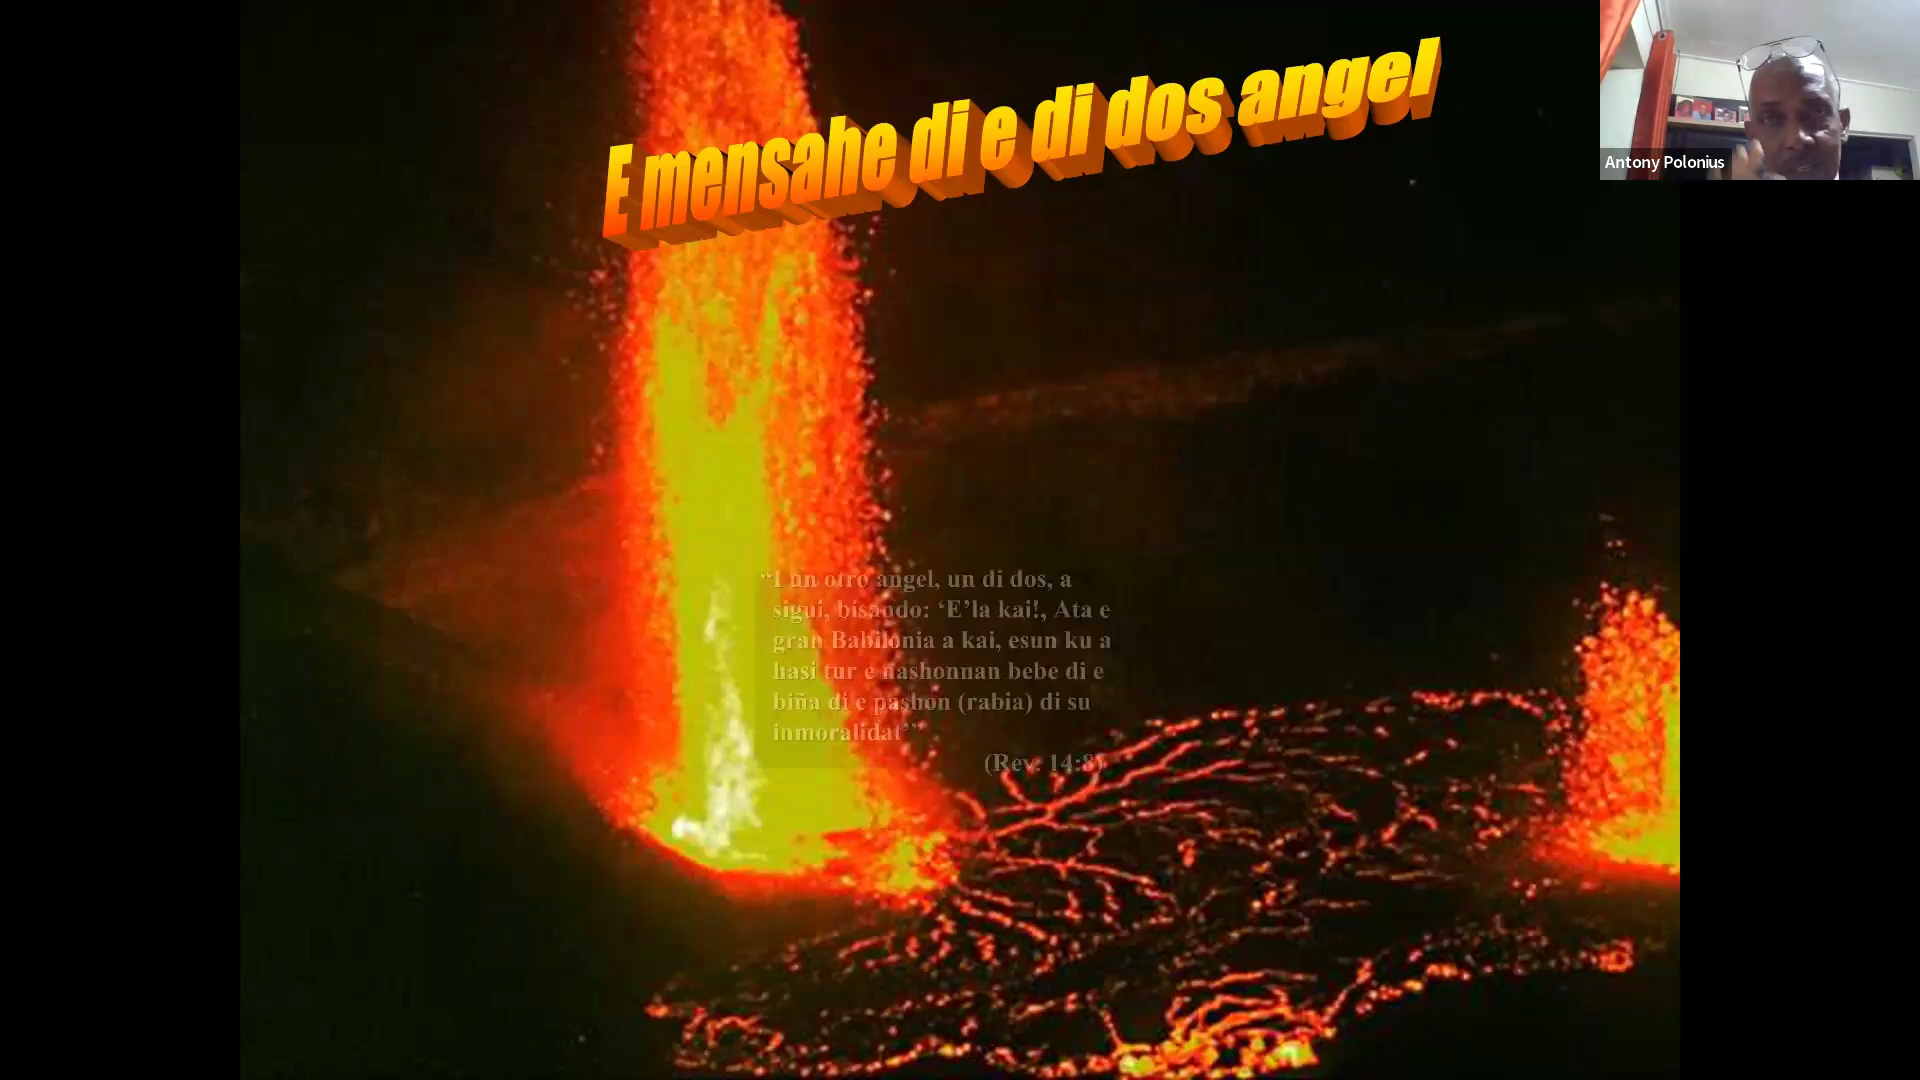 E mensahe di e di dos angel
Antony Polonius
“I un otro angel, un di dos, a
sigui, bisando: ‘E’la kai!, Ata e
gran Babilonia a kai, esun ku a
hasi tur e nashonnan bebe di e
biña di e pashon (rabia) di su
inmoralidat’”
(Rev. 14:8)